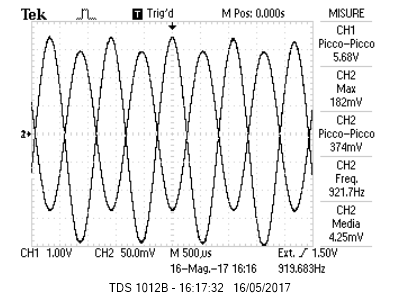 Tek T Trig'd M Pos: 0.000s MISURE
CH1
Picco-Picco
5.68V
CH2
Max
182mV
CH2
Picco-Picco
374mV
CH2
Freq.
921.7Hz
CH2
Media
4.25mV
2
CH1 1.00V CH2 50.0mV M 500µs Ext. 1.50V
16-Mag.-17 16:16 919.683Hz
TDS 1012B - 16:17:32 16/05/2017